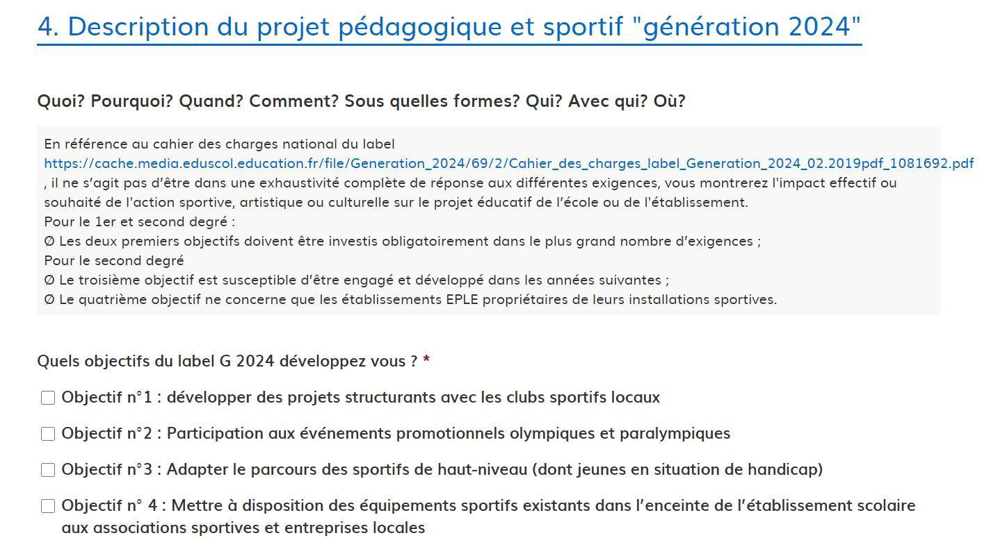 4. Description du projet pédagogique et sportif "génération 2024"
Quoi? Pourquoi? Quand? Comment? Sous quelles formes? Qui? Avec qui? Où?
En référence au cahier des charges national du label
https://cache.media.eduscol.education.fr/file/Generation_2024/69/2/Cahier_des_charges_label_Generation_2024_02.2019pdf_1081692.pdf
, il ne s’agit pas d’être dans une exhaustivité complète de réponse aux différentes exigences, vous montrerez l'impact effectif ou
souhaité de l'action sportive, artistique ou culturelle sur le projet éducatif de l’école ou de l'établissement.
Pour le 1er et second degré :
Ø Les deux premiers objectifs doivent être investis obligatoirement dans le plus grand nombre d’exigences ;
Pour le second degré
Ø Le troisième objectif est susceptible d’être engagé et développé dans les années suivantes ;
Ø Le quatrième objectif ne concerne que les établissements EPLE propriétaires de leurs installations sportives.
Quels objectifs du label G 2024 développez vous ? *
Objectif n°1 : développer des projets structurants avec les clubs sportifs locaux
Objectif n°2 : Participation aux événements promotionnels olympiques et paralympiques
Objectif n°3 : Adapter le parcours des sportifs de haut-niveau (dont jeunes en situation de handicap)
Objectif n° 4 : Mettre à disposition des équipements sportifs existants dans l’enceinte de l’établissement scolaire
aux associations sportives et entreprises locales